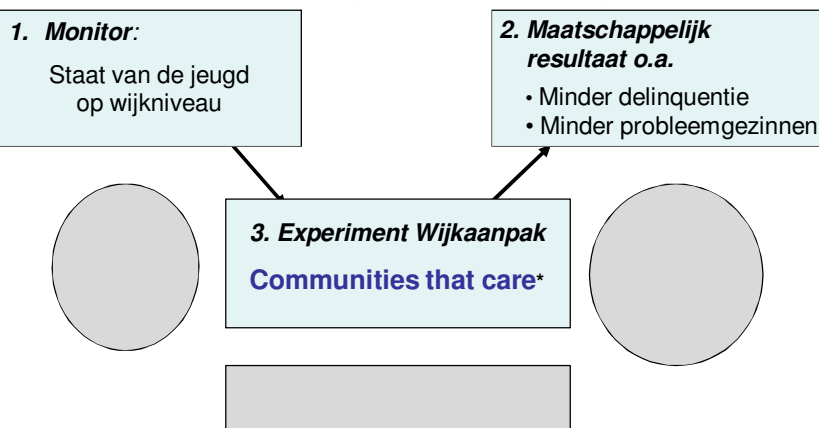 1. Monitor:
Staat van de jeugd
op wijkniveau
2. Maatschappelijk
resultaat o.a.
• Minder delinquentie
• Minder probleemgezinnen
3. Experiment Wijkaanpak
Communities that care*